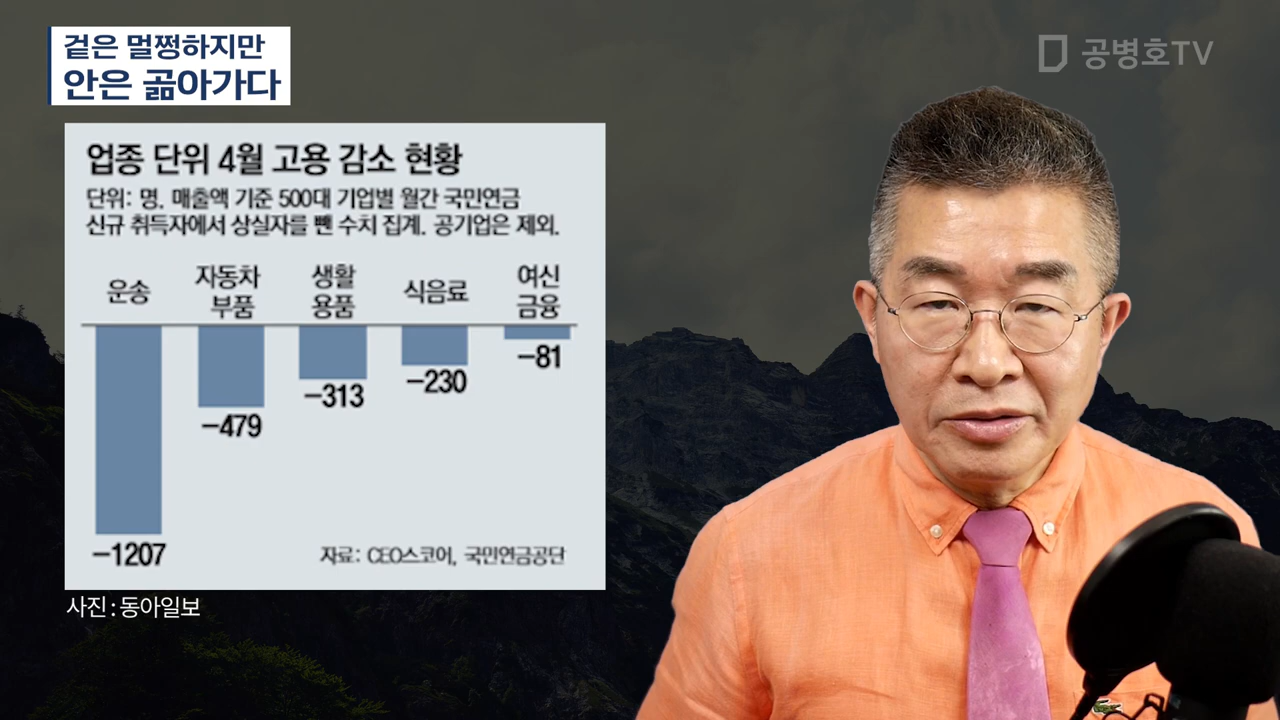 겉은 멀쩡하지만
안은 곪아가다
공병호TV
업종 단위 4월 고용 감소 현황
단위: 명. 매출액 기준 500대 기업별 월간 국민연금
신규 취득자에서 상실자를 뺀 수치 집계. 공기업은 제외.
운송
자동차
부품
생활
용품
식음료
여신
금융
-1207
-479
-313
-230
-81
자료: CEO스코어, 국민연금공단
사진 : 동아일보